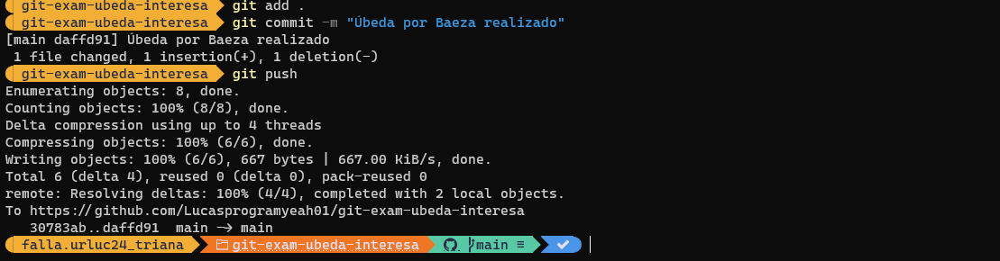 git-exam-ubeda-interesa git add .
git-exam-ubeda-interesa git commit -m "Úbeda por Baeza realizado"
[main daffd91] Úbeda por Baeza realizado
1 file changed, 1 insertion(+), 1 deletion(-)
git-exam-ubeda-interesa git push
Enumerating objects: 8, done.
Counting objects: 100% (8/8), done.
Delta compression using up to 4 threads
Compressing objects: 100% (6/6), done.
Writing objects: 100% (6/6), 667 bytes | 667.00 KiB/s, done.
Total 6 (delta 4), reused 0 (delta 0), pack-reused 0
remote: Resolving deltas: 100% (4/4), completed with 2 local objects.
To https://github.com/Lucasprogramyeah01/git-exam-ubeda-interesa
30783ab..daffd91 main -> main
falla.urluc24_triana git-exam-ubeda-interesa main ≡